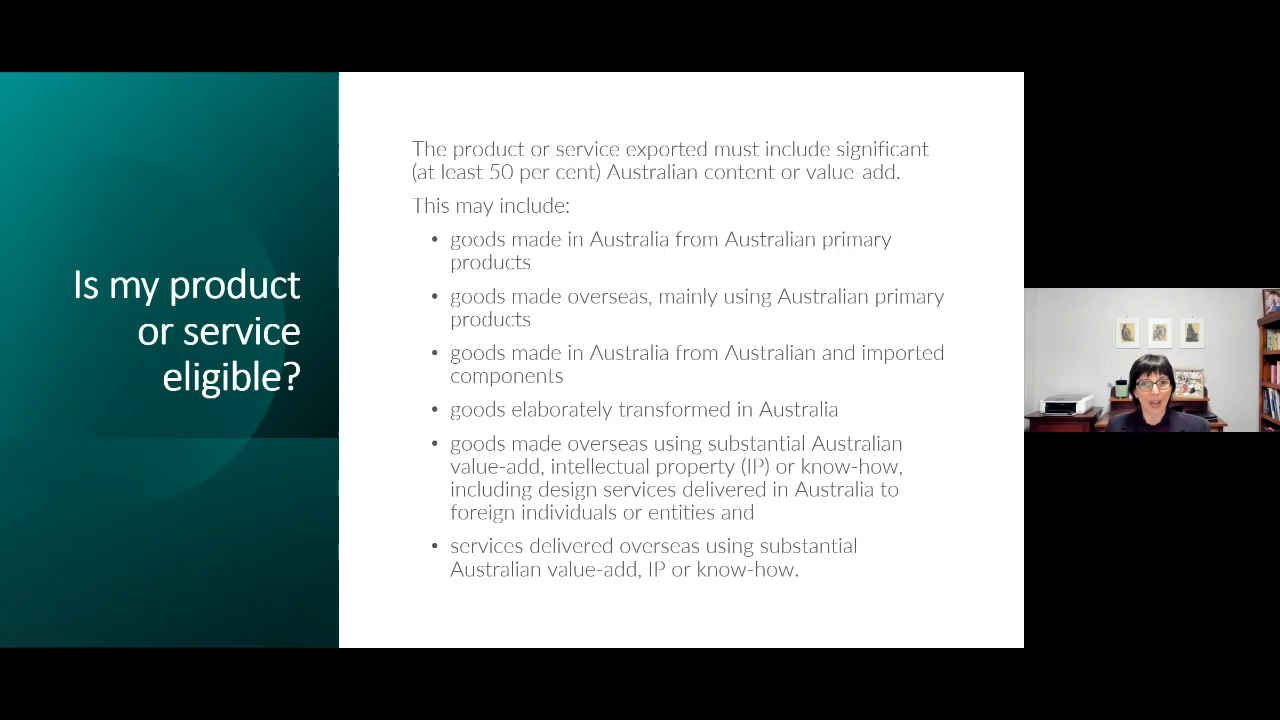 Is my product
or service
eligible?
The product or service exported must include significant
(at least 50 per cent) Australian content or value-add.
This may include:
• goods made in Australia from Australian primary
products
• goods made overseas, mainly using Australian primary
products
• goods made in Australia from Australian and imported
components
• goods elaborately transformed in Australia
• goods made overseas using substantial Australian
value-add, intellectual property (IP) or know-how,
including design services delivered in Australia to
foreign individuals or entities and
• services delivered overseas using substantial
Australian value-add, IP or know-how.